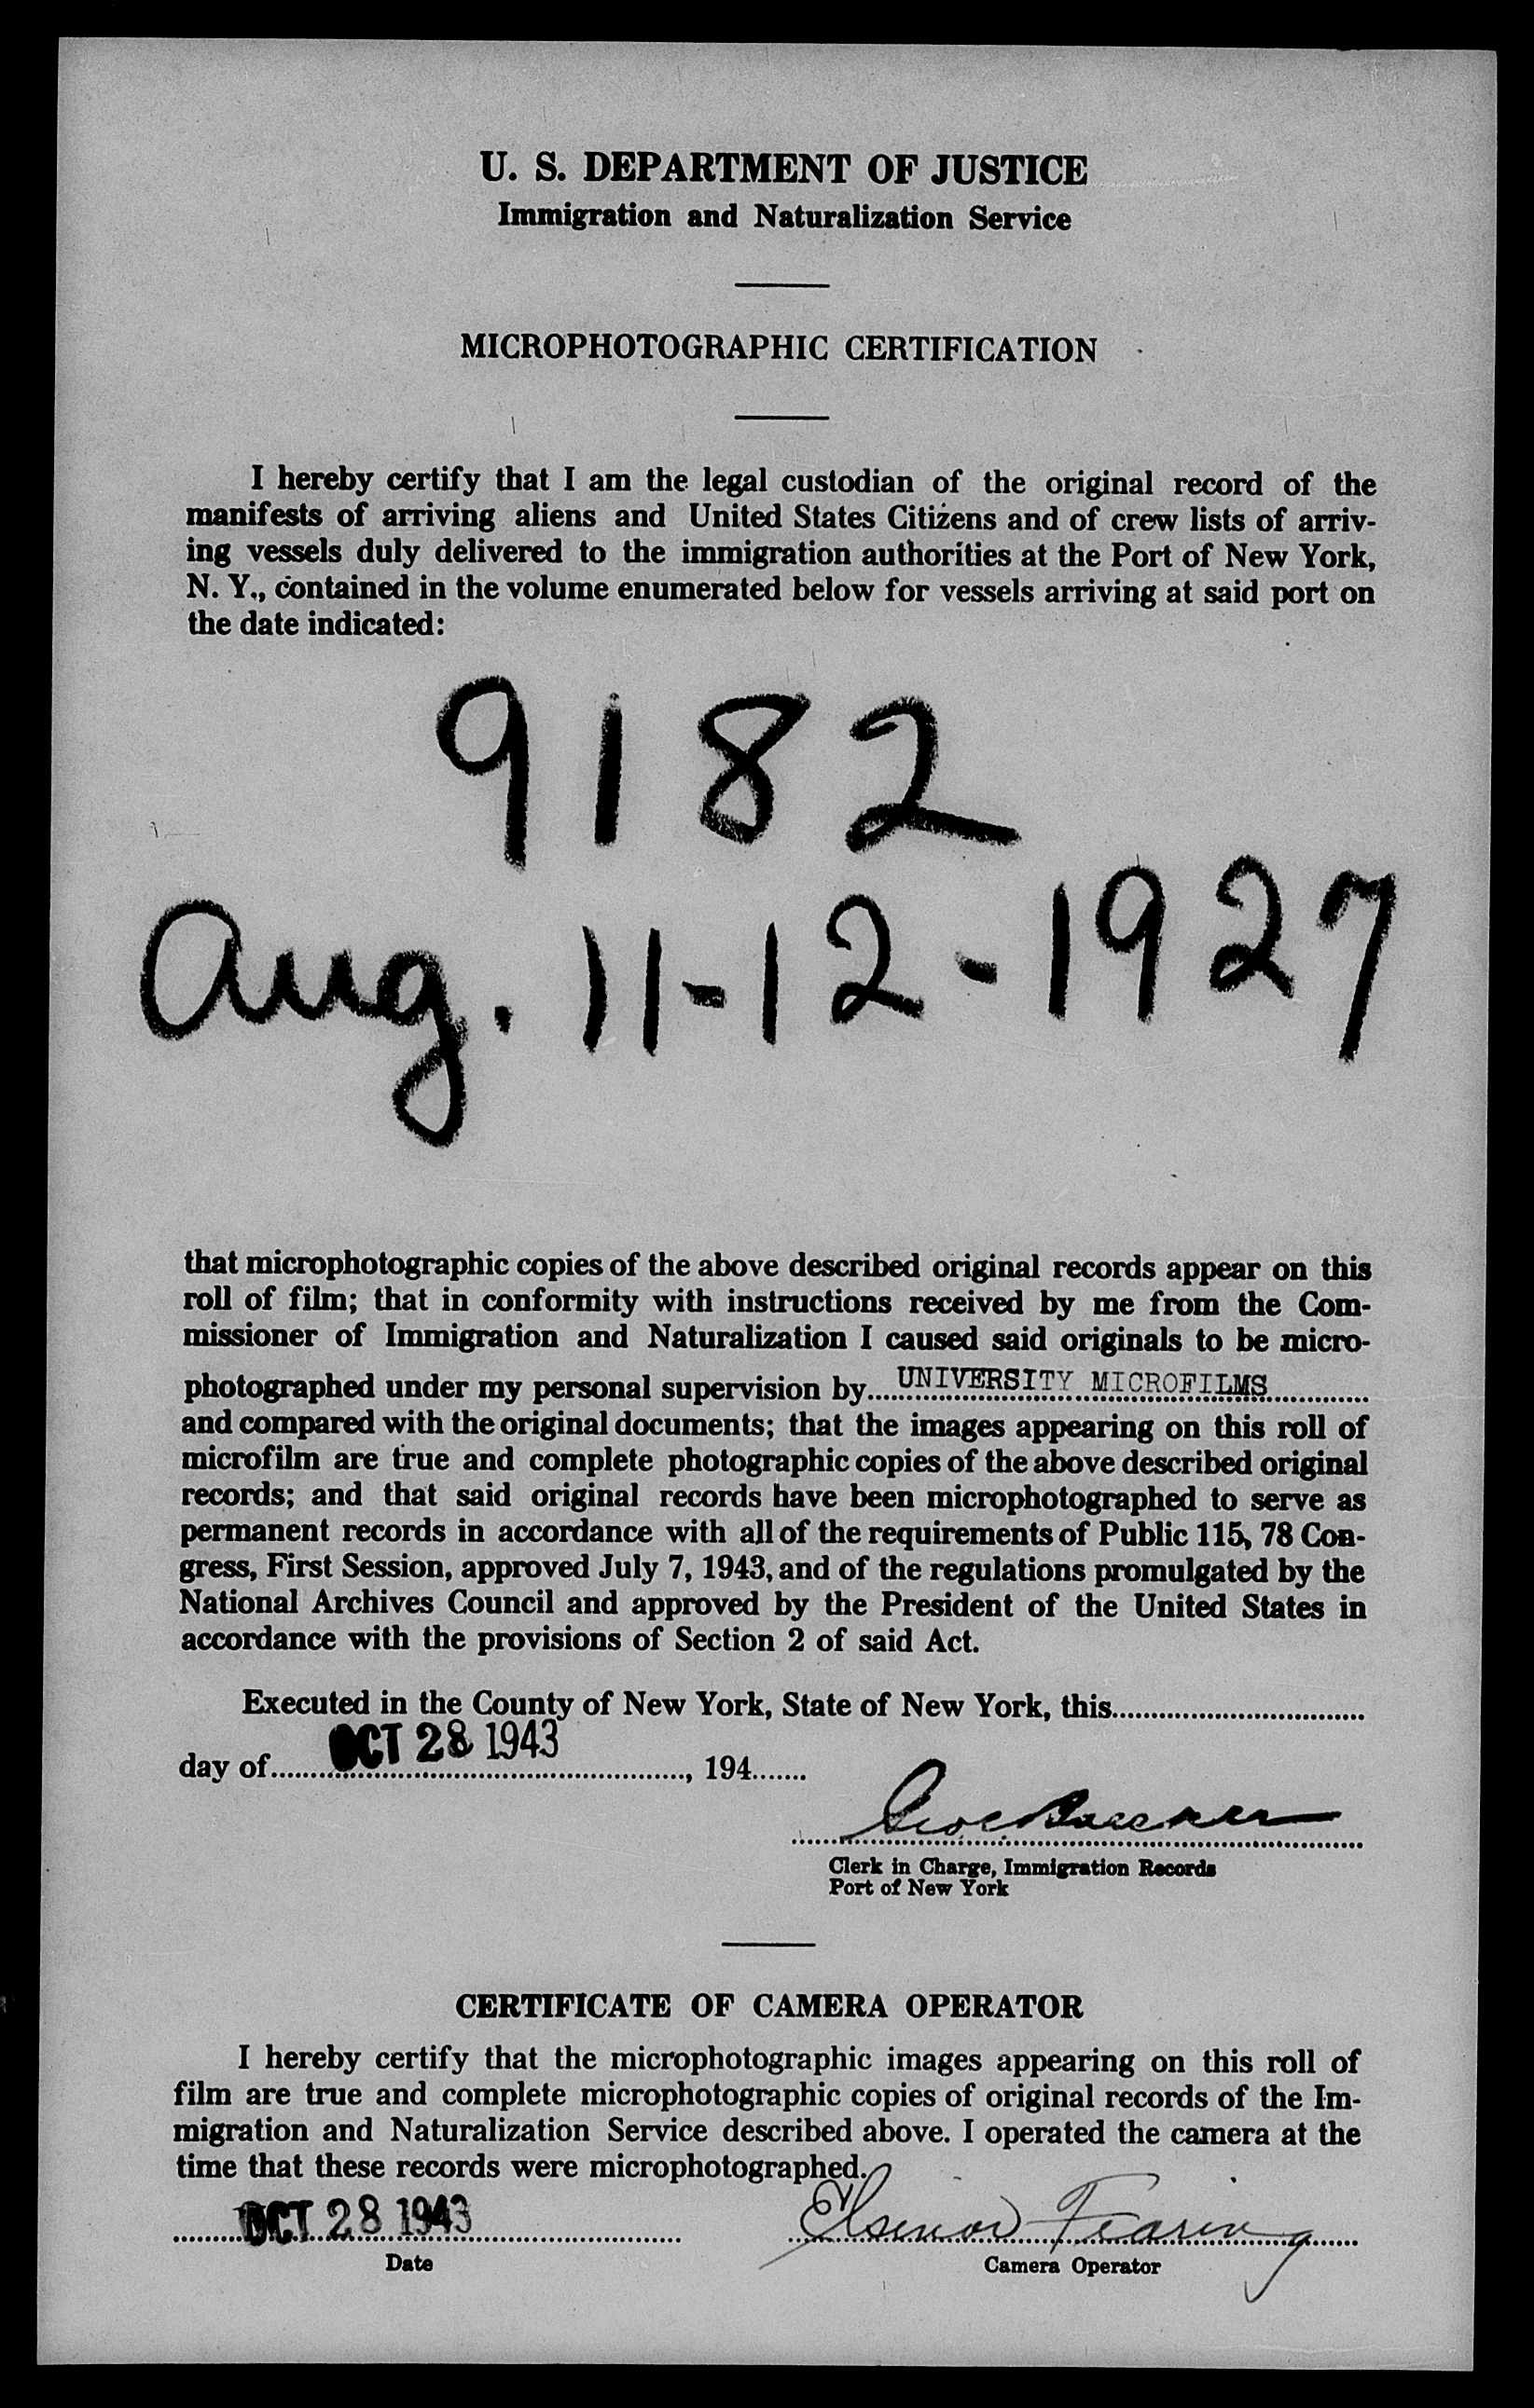 U. S. DEPARTMENT OF JUSTICE
Immigration and Naturalization Service
MICROPHOTOGRAPHIC CERTIFICATION
I hereby certify that I am the legal custodian of the original record of the
manifests of arriving aliens and United States Citizens and of crew lists of arriv-
ing vessels duly delivered to the immigration authorities at the Port of New York,
N. Y., contained in the volume enumerated below for vessels arriving at said port on
the date indicated:
9182
Aug. 11-12-1927
that microphotographic copies of the above described original records appear on this
roll of film; that in conformity with instructions received by me from the Com-
missioner of Immigration and Naturalization I caused said originals to be micro-
photographed under my personal supervision by....UNIVERSITY MICROFILMS............
and compared with the original documents; that the images appearing on this roll of
microfilm are true and complete photographic copies of the above described original
records; and that said original records have been microphotographed to serve as
permanent records in accordance with all of the requirements of Public 115, 78 Con-
gress, First Session, approved July 7, 1943, and of the regulations promulgated by the
National Archives Council and approved by the President of the United States in
accordance with the provisions of Section 2 of said Act.
Executed in the County of New York, State of New York, this................................
day of......OCT 28 1943................, 194.......
Clerk in Charge, Immigration Records
Port of New York
CERTIFICATE OF CAMERA OPERATOR
I hereby certify that the microphotographic images appearing on this roll of
film are true and complete microphotographic copies of original records of the Im-
migration and Naturalization Service described above. I operated the camera at the
time that these records were microphotographed.
OCT 28 1943 Fearing
Date
Camera Operator